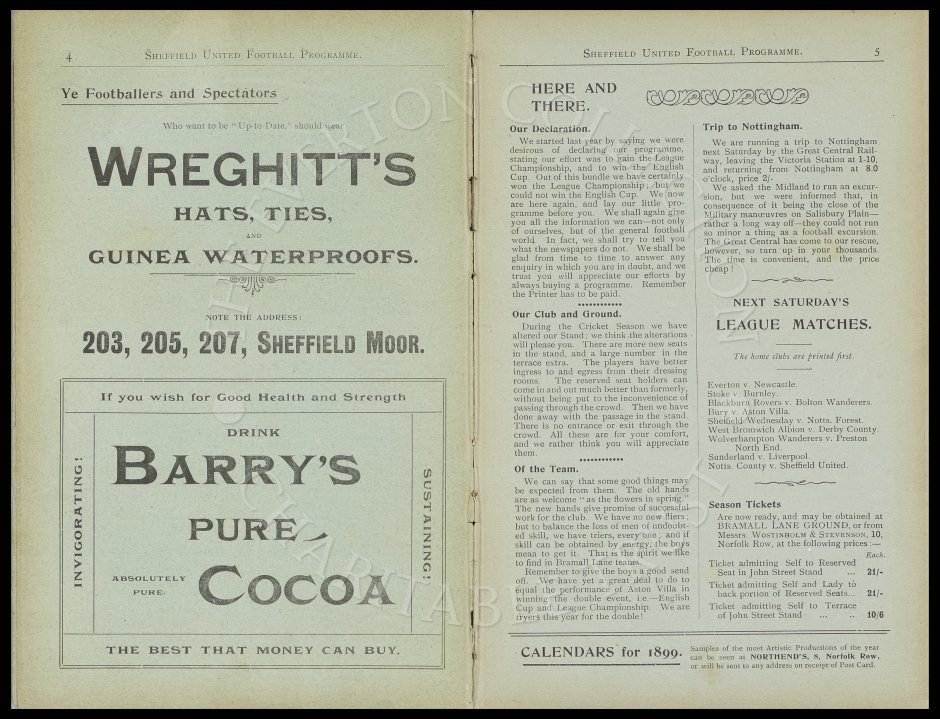 4 SHEFFIELD UNITED FOOTBALL PROGRAMME.
Ye Footballers and Spectators
Who want to be "Up-to-Date," should wear
WREGHITT'S
HATS, TIES,
AND
GUINEA WATERPROOFS.
NOTE THE ADDRESS:
203, 205, 207, SHEFFIELD MOOR.
If you wish for Good Health and Strength
DRINK
BARRY'S
PURE
ABSOLUTELY
PURE.
COCOA
INVIGORATING!
SUSTAINING!
THE BEST THAT MONEY CAN BUY.
SHEFFIELD UNITED FOOTBALL PROGRAMME. 5
HERE AND
THERE.
Our Declaration.
We started last year by saying we were
desirous of declaring our programme,
stating our effort was to gain the League
Championship, and to win the English
Cup. Out of this bundle we have certainly
won the League Championship; but we
could not win the English Cup. We now
are here again, and lay our little pro-
gramme before you. We shall again give
you all the information we can—not only
of ourselves, but of the general football
world. In fact, we shall try to tell you
what the newspapers do not. We shall be
glad from time to time to answer any
enquiry in which you are in doubt, and we
trust you will appreciate our efforts by
always buying a programme. Remember
the Printer has to be paid.
Our Club and Ground.
During the Cricket Season we have
altered our Stand; we think the alterations
will please you. There are more new seats
in the stand, and a large number in the
terrace extra. The players have better
ingress to and egress from their dressing
rooms. The reserved seat holders can
come in and out much better than formerly,
without being put to the inconvenience of
passing through the crowd. Then we have
done away with the passage in the stand.
There is no entrance or exit through the
crowd. All these are for your comfort,
and we rather think you will appreciate
them.
Of the Team.
We can say that some good things may
be expected from them. The old hands
are as welcome "as the flowers in spring."
The new hands give promise of successful
work for the club. We have no new fliers;
but to balance the loss of men of undoubt-
ed skill, we have triers, every one; and if
skill can be obtained by energy, the boys
mean to get it. That is the spirit we like
to find in Bramall Lane teams.
Remember to give the boys a good send
off. We have yet a great deal to do to
equal the performance of Aston Villa in
winning the double event, i.e.—English
Cup and League Championship. We are
tryers this year for the double!
Trip to Nottingham.
We are running a trip to Nottingham
next Saturday by the Great Central Rail-
way, leaving the Victoria Station at 1-10,
and returning from Nottingham at 8.0
o'clock, price 2/-
We asked the Midland to run an excur-
sion, but we were informed that, in
consequence of it being the close of the
Military manœuvres on Salisbury Plain—
rather a long way off—they could not run
so minor a thing as a football excursion.
The Great Central has come to our rescue,
however, so turn up in your thousands.
The time is convenient, and the price
cheap!
NEXT SATURDAY'S
LEAGUE MATCHES.
The home clubs are printed first.
Everton v. Newcastle.
Stoke v. Burnley.
Blackburn Rovers v. Bolton Wanderers.
Bury v. Aston Villa.
Sheffield Wednesday v. Notts. Forest.
West Bromwich Albion v. Derby County
Wolverhampton Wanderers v. Preston
North End.
Sunderland v. Liverpool.
Notts. County v. Sheffield United.
Season Tickets
Are now ready, and may be obtained at
BRAMALL LANE GROUND, or from
Messrs. WOSTINHOLM & STEVENSON, 10,
Norfolk Row, at the following prices:—
Each.
Ticket admitting Self to Reserved
Seat in John Street Stand ... 21/-
Ticket admitting Self and Lady to
back portion of Reserved Seats... 21/-
Ticket admitting Self to Terrace
of John Street Stand ... .. 10/6
CALENDARS for 1899.
Samples of the most Artistic Productions of the year
can be seen at NORTHEND'S, 8, Norfolk Row,
or will be sent to any address on receipt of Post Card.